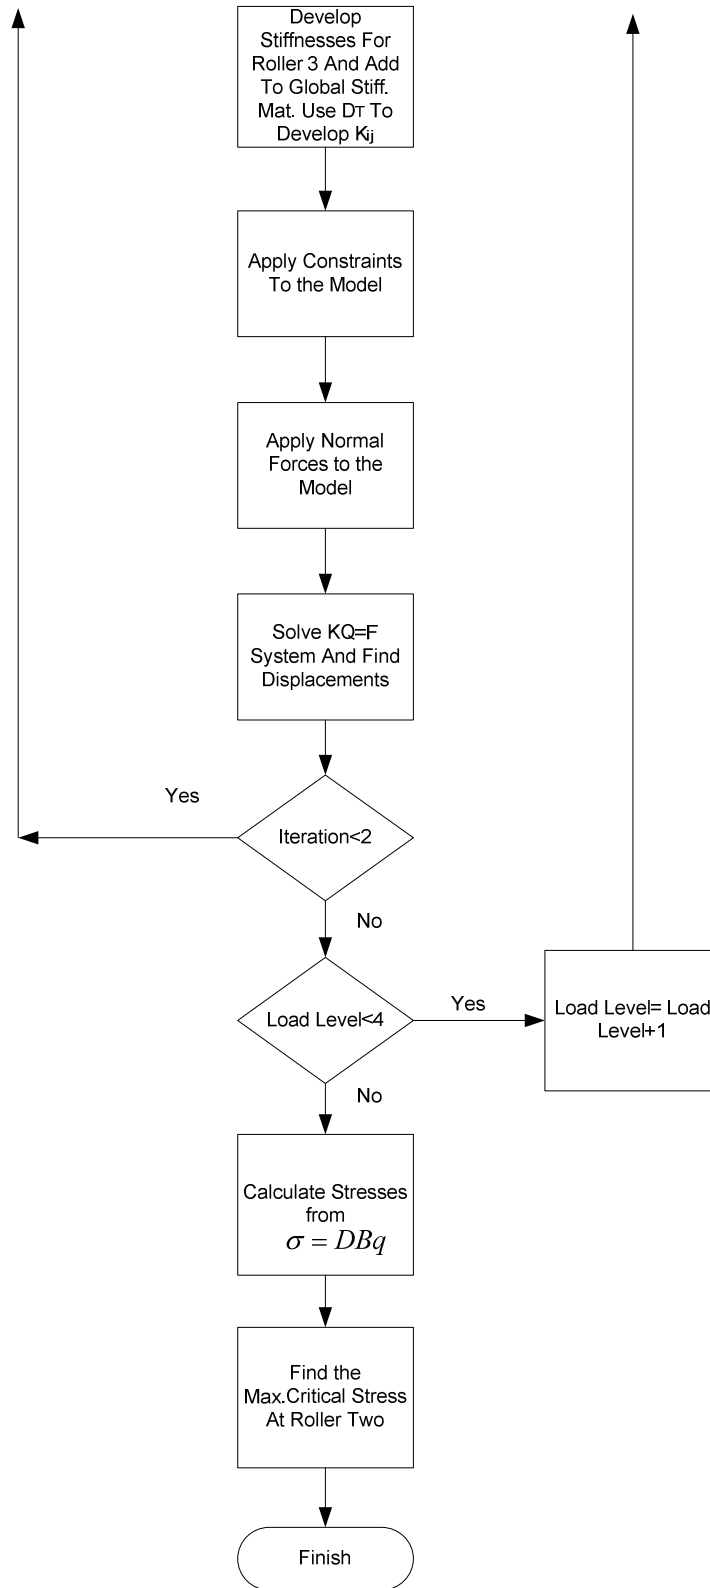 Develop
Stiffnesses For
Roller 3 And Add
To Global Stiff.
Mat. Use DT To
Develop Kij
Apply Constraints
To the Model
Apply Normal
Forces to the
Model
Solve KQ=F
System And Find
Displacements
Yes
Iteration<2
No
Load Level<4
Yes
Load Level= Load
Level+1
No
Calculate Stresses
from
σ = DBq
Find the
Max.Critical Stress
At Roller Two
Finish